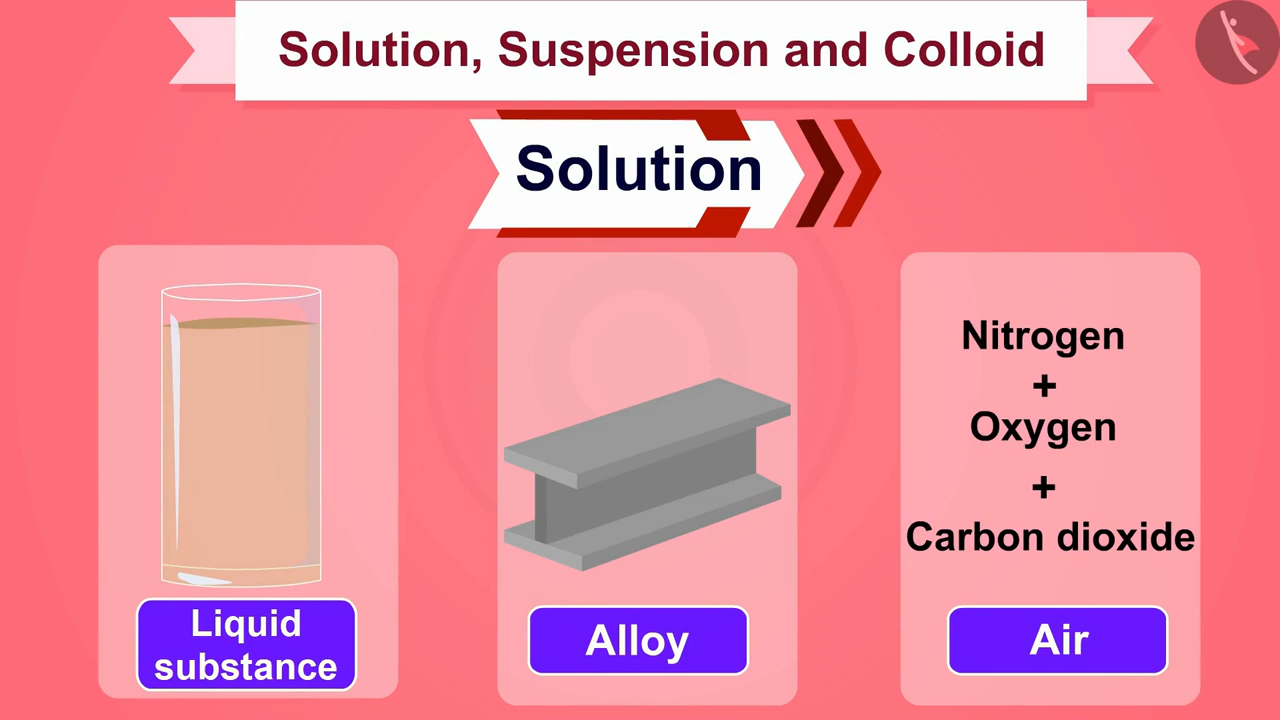 Solution, Suspension and Colloid
Solution
Liquid
substance
Alloy
Nitrogen
+
Oxygen
+
Carbon dioxide
Air